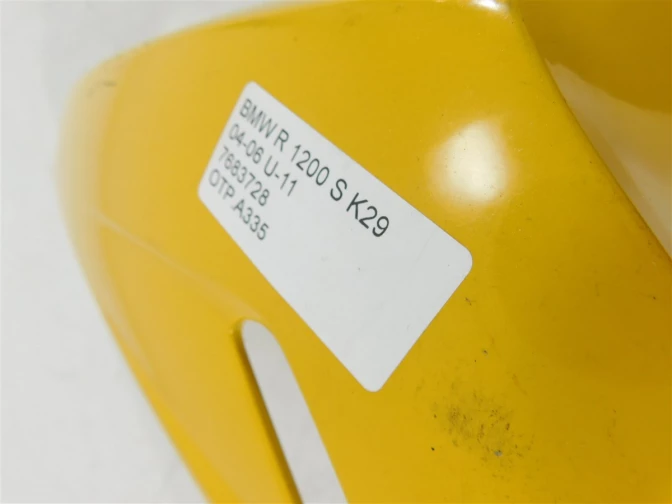 BMW R 1200 S K29
04-06 U-11
7683728
OTP.A335